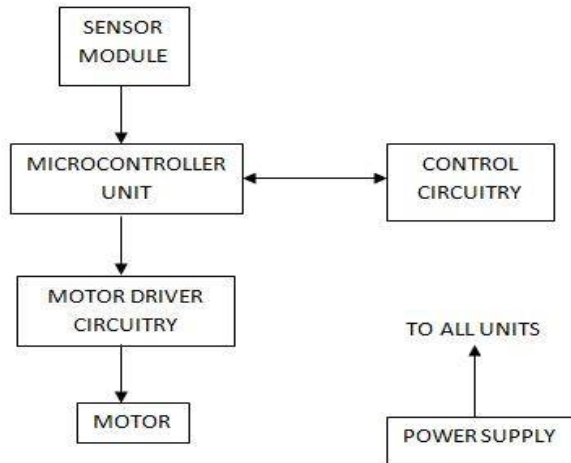 SENSOR
MODULE
MICROCONTROLLER
UNIT
CONTROL
CIRCUITRY
MOTOR DRIVER
CIRCUITRY
TO ALL UNITS
MOTOR
POWER SUPPLY